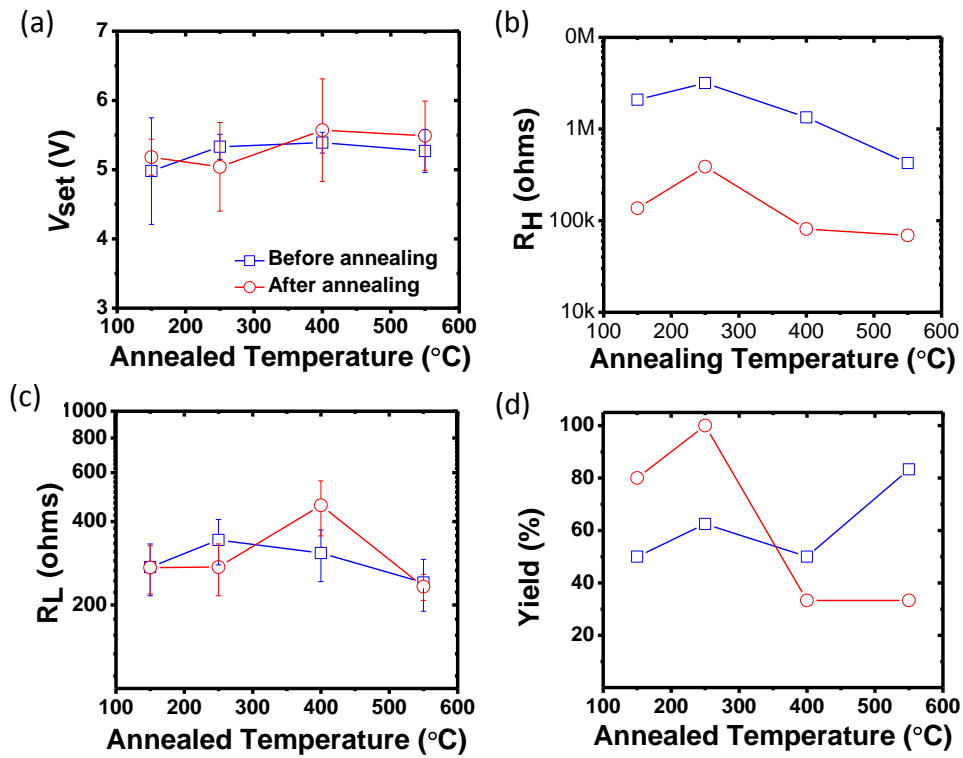 (a)
7
6
5
4
3
Vset (V)
Before annealing
After annealing
100 200 300 400 500 600
Annealed Temperature (°C)
(b)
0M
1M
100k
10k
RH (ohms)
100 200 300 400 500 600
Annealing Temperature (°C)
(c)
1000
800
600
400
200
RL (ohms)
100 200 300 400 500 600
Annealed Temperature (°C)
(d)
100
80
60
40
20
Yield (%)
100 200 300 400 500 600
Annealed Temperature (°C)